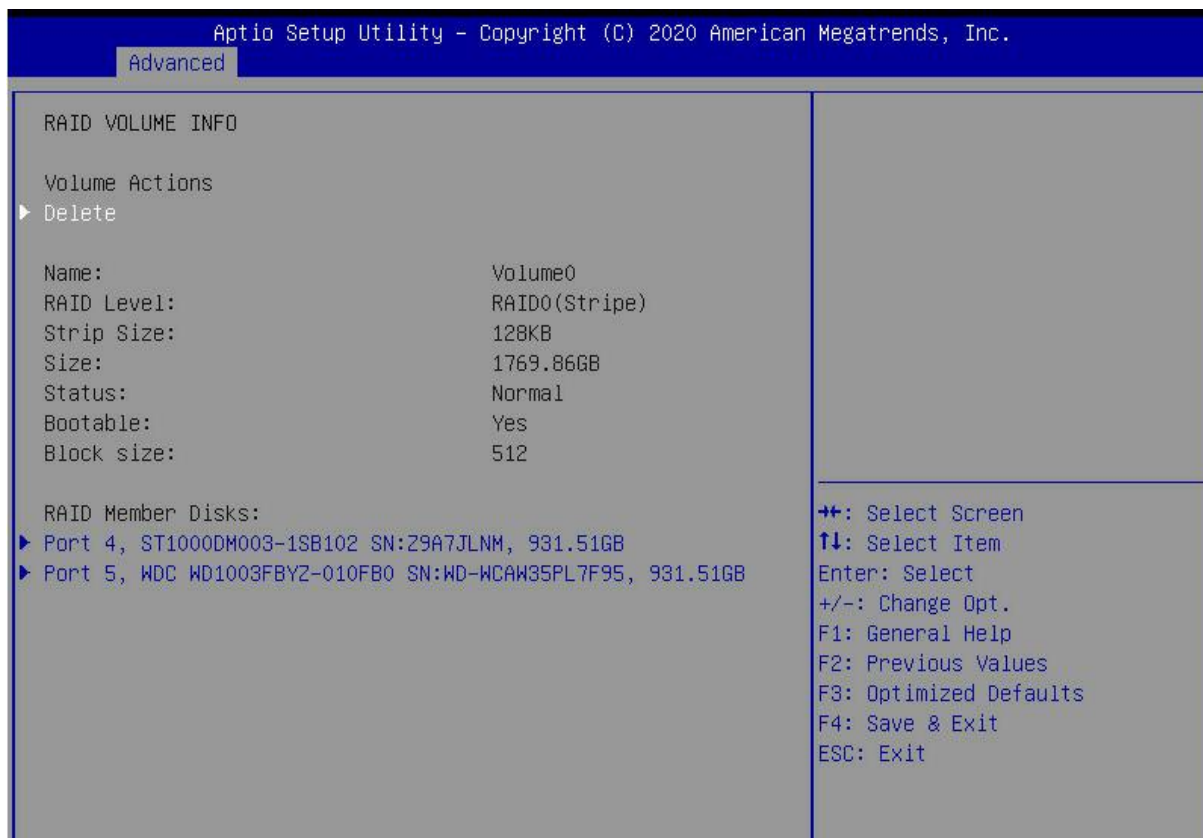 Aptio Setup Utility – Copyright (C) 2020 American Megatrends, Inc.
Advanced
RAID VOLUME INFO
Volume Actions
Delete
Name: Volume0
RAID Level: RAID0(Stripe)
Strip Size: 128KB
Size: 1769.86GB
Status: Normal
Bootable: Yes
Block size: 512
RAID Member Disks:
Port 4, ST1000DM003-1SB102 SN:Z9A7JLNM, 931.51GB
Port 5, WDC WD1003FBYZ-010FB0 SN:WD-WCAW35PL7F95, 931.51GB
→←: Select Screen
↑↓: Select Item
Enter: Select
+/-: Change Opt.
F1: General Help
F2: Previous Values
F3: Optimized Defaults
F4: Save & Exit
ESC: Exit